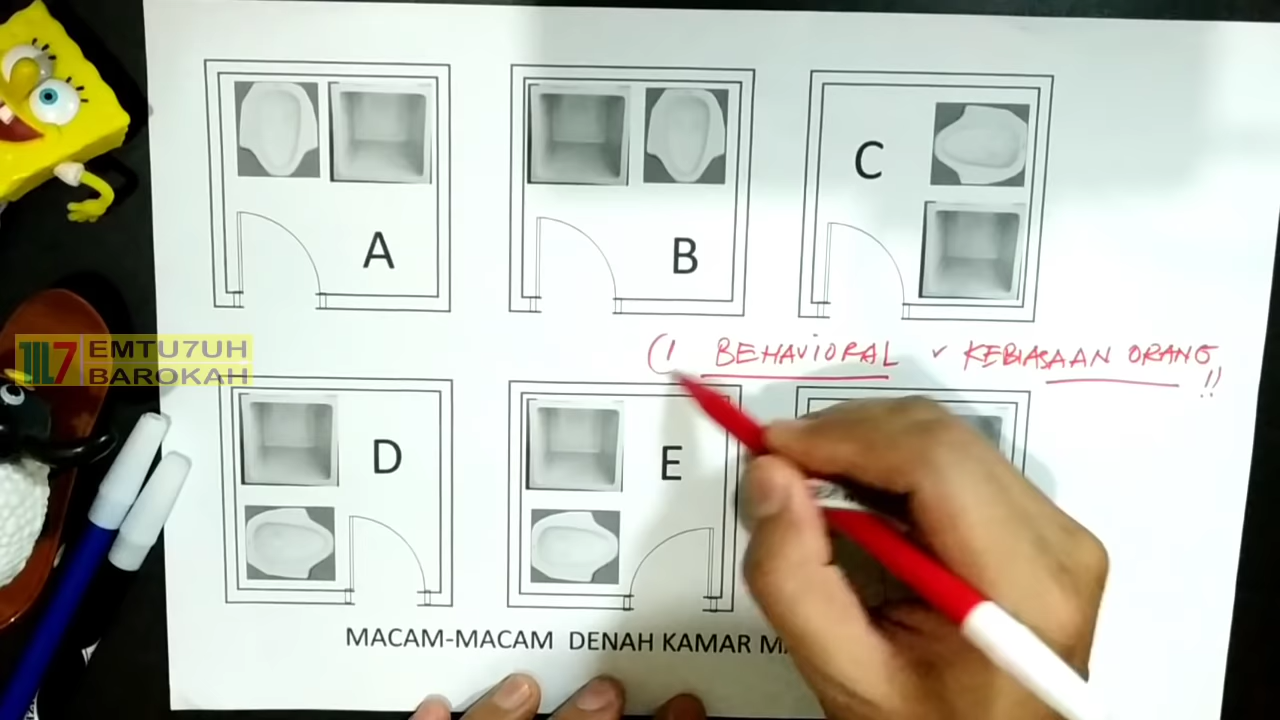 A
B
C
(1 BEHAVIORAL ✓ KEBIASAAN ORANG !!
EMTU7UH
BAROKAH
D
E
MACAM-MACAM DENAH KAMAR